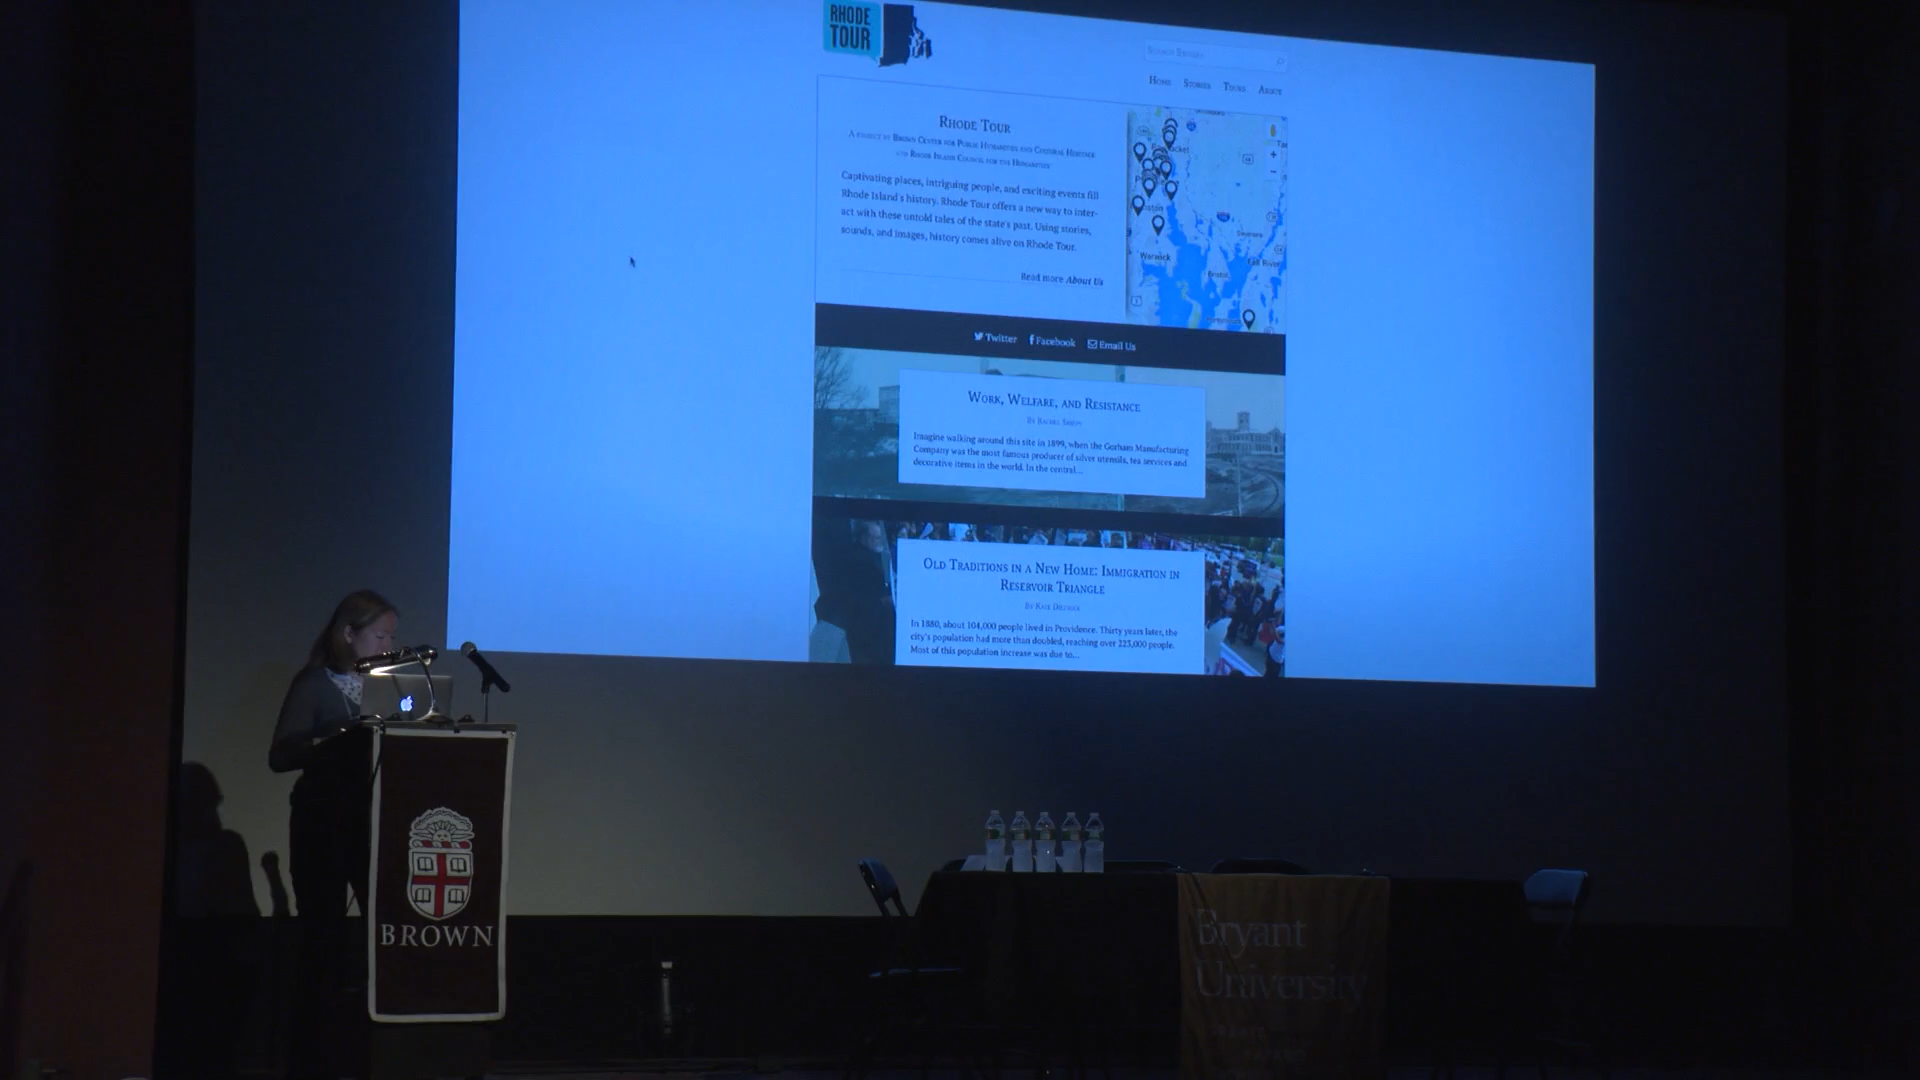 RHODE
TOUR
Home Stories Tours About
Rhode Tour
A project by Brown Center for Public Humanities and Cultural Heritage
and Rhode Island Council for the Humanities
Captivating places, intriguing people, and exciting events fill
Rhode Island's history. Rhode Tour offers a new way to inter-
act with these untold tales of the state's past. Using stories,
sounds, and images, history comes alive on Rhode Tour.
Read more About Us
Warwick
Bristol
Fall River
Twitter Facebook Email Us
Work, Welfare, and Resistance
Imagine walking around this site in 1899, when the Gorham Manufacturing
Company was the most famous producer of silver utensils, tea services and
decorative items in the world. In the central...
Old Traditions in a New Home: Immigration in
Reservoir Triangle
In 1880, about 104,000 people lived in Providence. Thirty years later, the
city's population had more than doubled, reaching over 223,000 people.
Most of this population increase was due to...
BROWN
Bryant
University